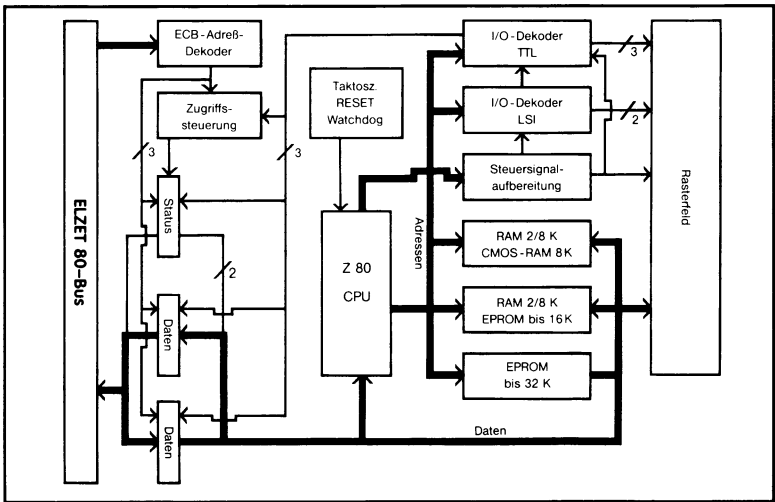 ECB-Adreß-
Dekoder
Zugriffs-
steuerung
3
Status
2
Daten
Daten
ELZET 80-Bus
Taktosz.
RESET
Watchdog
3
Z 80
CPU
Adressen
I/O-Dekoder
TTL
3
I/O-Dekoder
LSI
2
Steuersignal-
aufbereitung
RAM 2/8 K
CMOS-RAM 8K
RAM 2/8 K
EPROM bis 16K
EPROM
bis 32 K
Daten
Rasterfeld